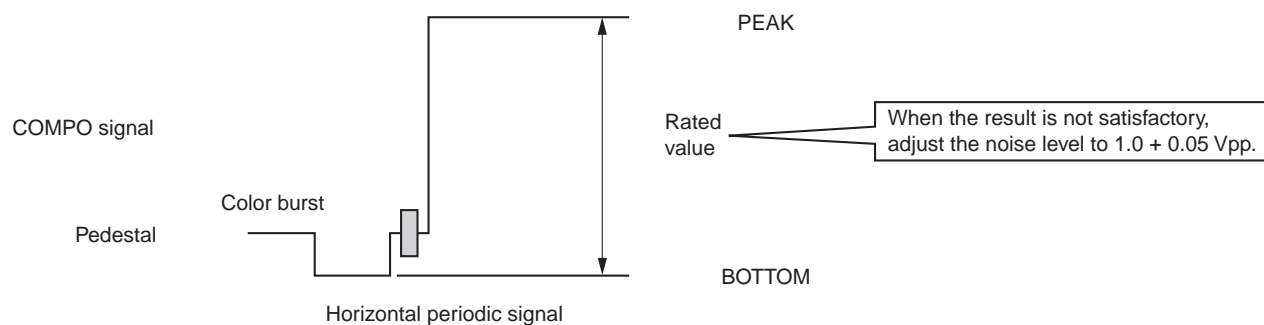 PEAK
COMPO signal
Rated
value
When the result is not satisfactory,
adjust the noise level to 1.0 + 0.05 Vpp.
Color burst
Pedestal
BOTTOM
Horizontal periodic signal